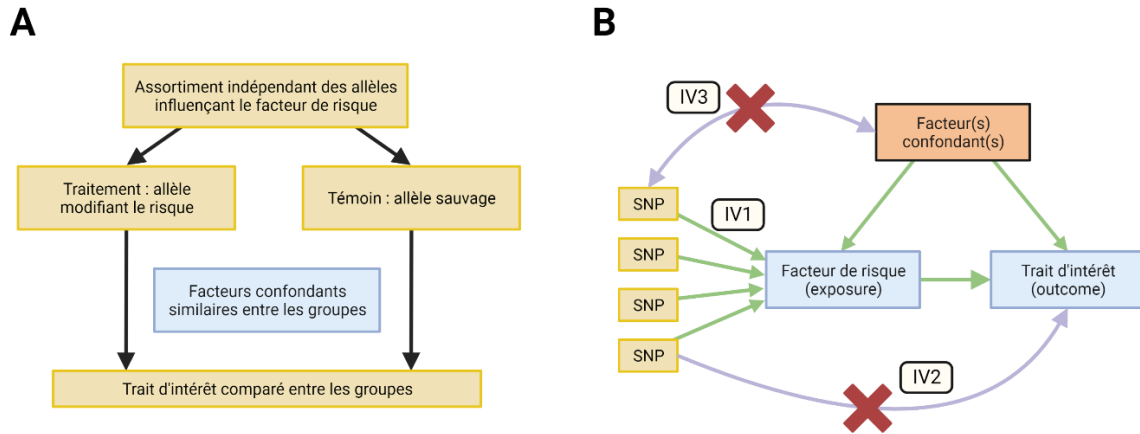 A
Assortiment indépendant des allèles
influençant le facteur de risque
Traitement : allèle
modifiant le risque
Témoin : allèle sauvage
Facteurs confondants
similaires entre les groupes
Trait d'intérêt comparé entre les groupes
B
IV3
Facteur(s)
confondant(s)
SNP
IV1
SNP
Facteur de risque
(exposure)
Trait d'intérêt
(outcome)
SNP
SNP
IV2